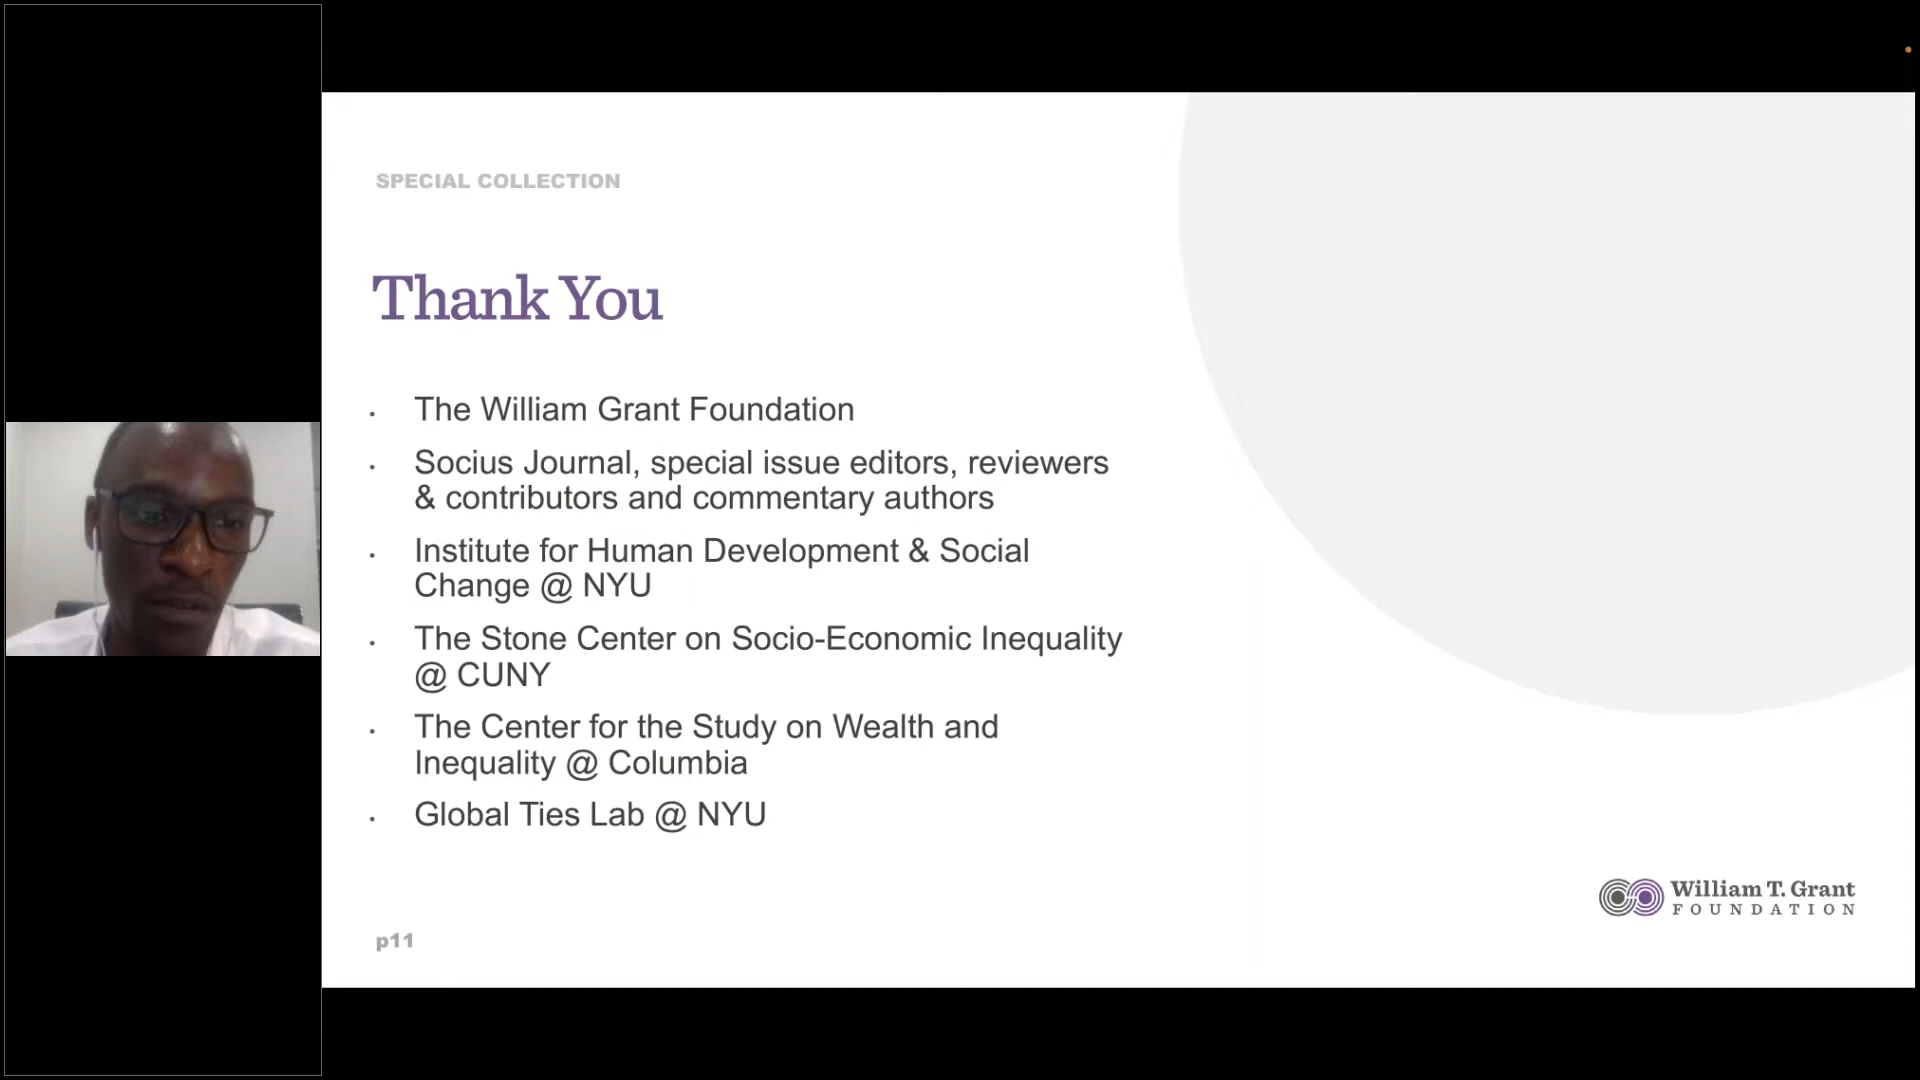 SPECIAL COLLECTION
Thank You
• The William Grant Foundation
• Socius Journal, special issue editors, reviewers
& contributors and commentary authors
• Institute for Human Development & Social
Change @ NYU
• The Stone Center on Socio-Economic Inequality
@ CUNY
• The Center for the Study on Wealth and
Inequality @ Columbia
• Global Ties Lab @ NYU
William T. Grant
FOUNDATION
p11